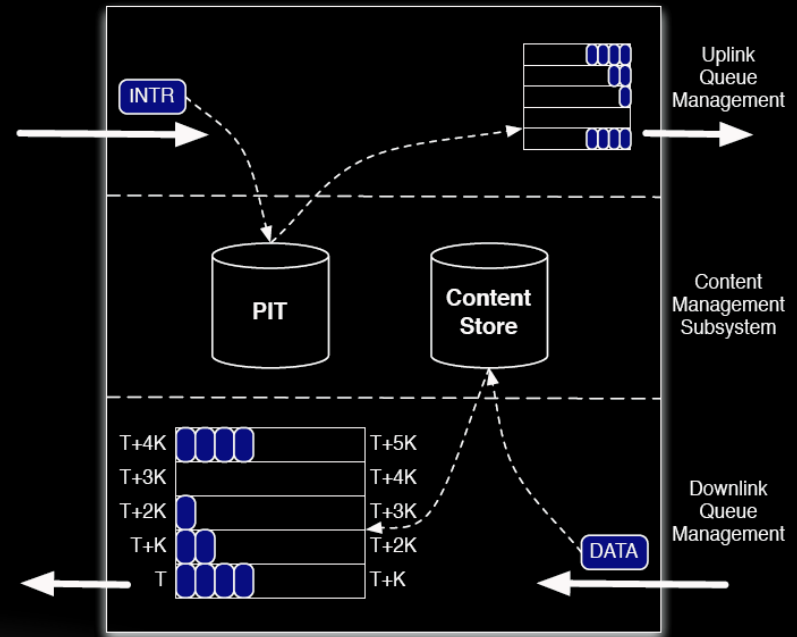 Uplink
Queue
Management
INTR
PIT
Content
Store
Content
Management
Subsystem
T+4K
T+5K
T+3K
T+4K
T+2K
T+3K
T+K
T+2K
T
T+K
Downlink
Queue
Management
DATA